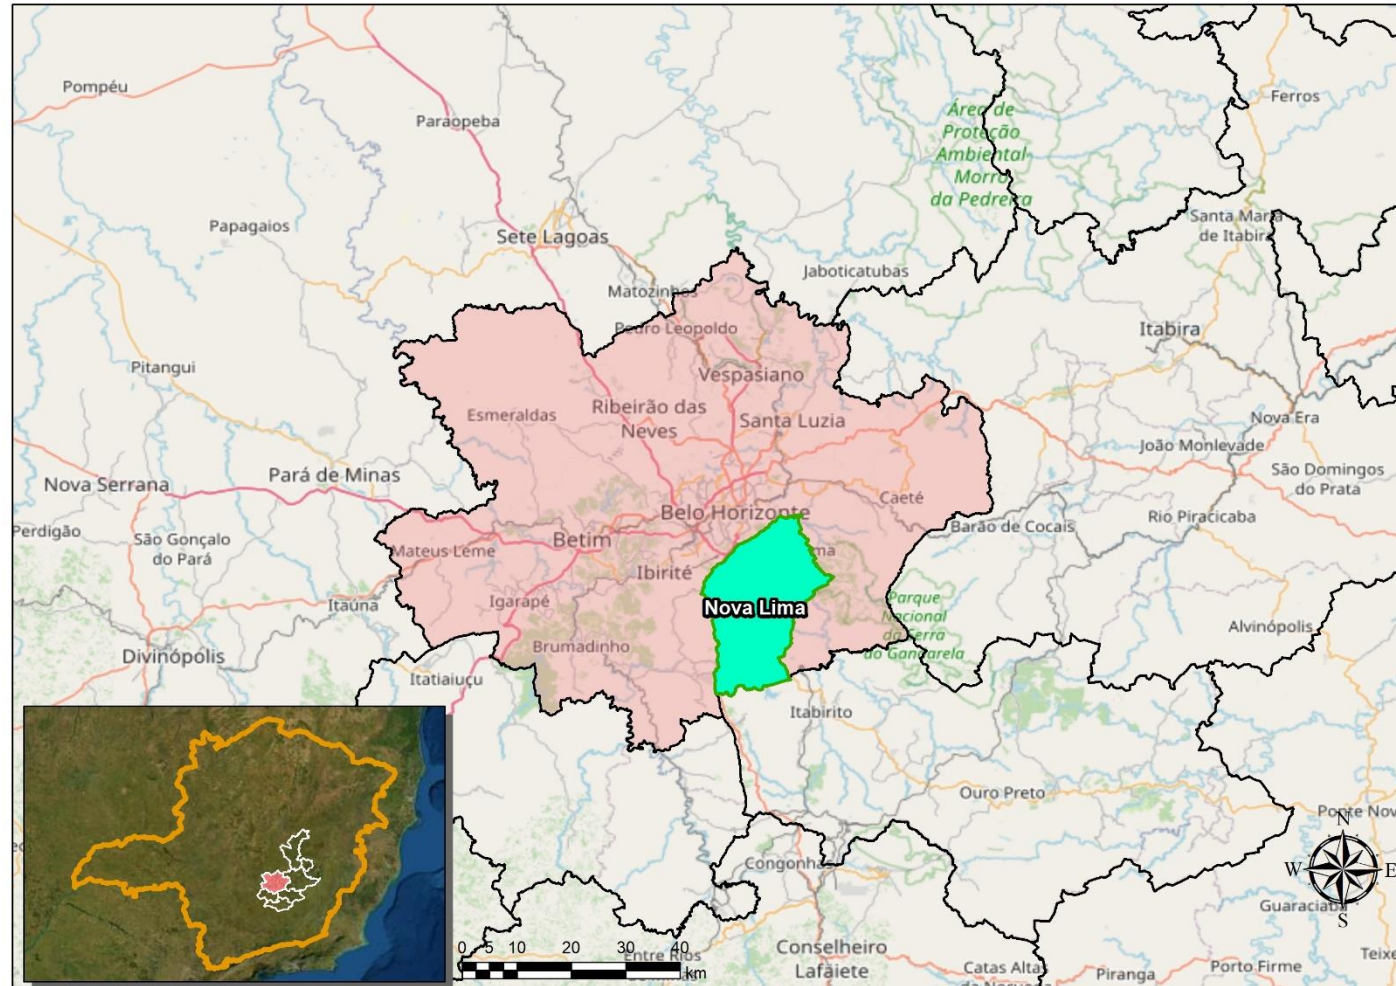 Pompéu
Paraopeba
Área de
Proteção
Ambiental
Morro
da Pedreira
Ferros
Papagaios
Sete Lagoas
Santa Maria
de Itabira
Jaboticatubas
Matozinhos
Pedro Leopoldo
Itabira
Pitangui
Vespasiano
Esmeraldas
Ribeirão das
Neves
Santa Luzia
Nova Era
João Monlevade
Pará de Minas
Nova Serrana
São Domingos
do Prata
Caeté
Belo Horizonte
Rio Piracicaba
Perdigão
Barão de Cocais
São Gonçalo
do Pará
Betim
Mateus Leme
Ibirité
Itaúna
Igarapé
Nova Lima
Parque
Nacional
da Serra
do Gandarela
Alvinópolis
Brumadinho
Divinópolis
Itatiaiuçu
Itabirito
Ouro Preto
Congonhas
N
W E
S
Conselheiro
Lafaiete
0 5 10 20 30 40
km
Entre Rios
Catas Altas
Piranga
Porto Firme